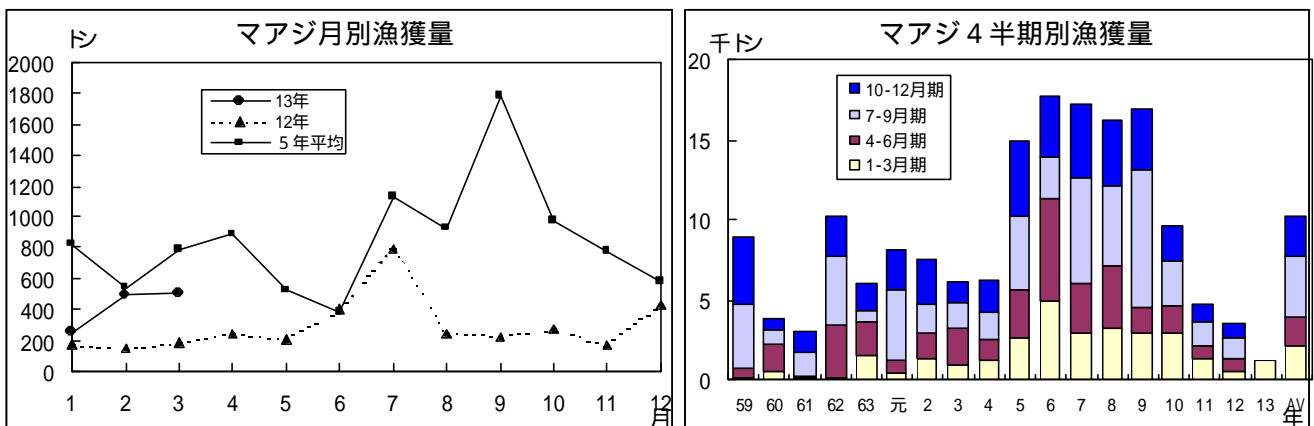 マアジ月別漁獲量
トン
2000
1800
1600
1400
1200
1000
800
600
400
200
0
13年
12年
５年平均
1 2 3 4 5 6 7 8 9 10 11 12
月
マアジ４半期別漁獲量
千トン
20
15
10
5
0
10-12月期
7-9月期
4-6月期
1-3月期
59 60 61 62 63 元 2 3 4 5 6 7 8 9 10 11 12 13 AV
年